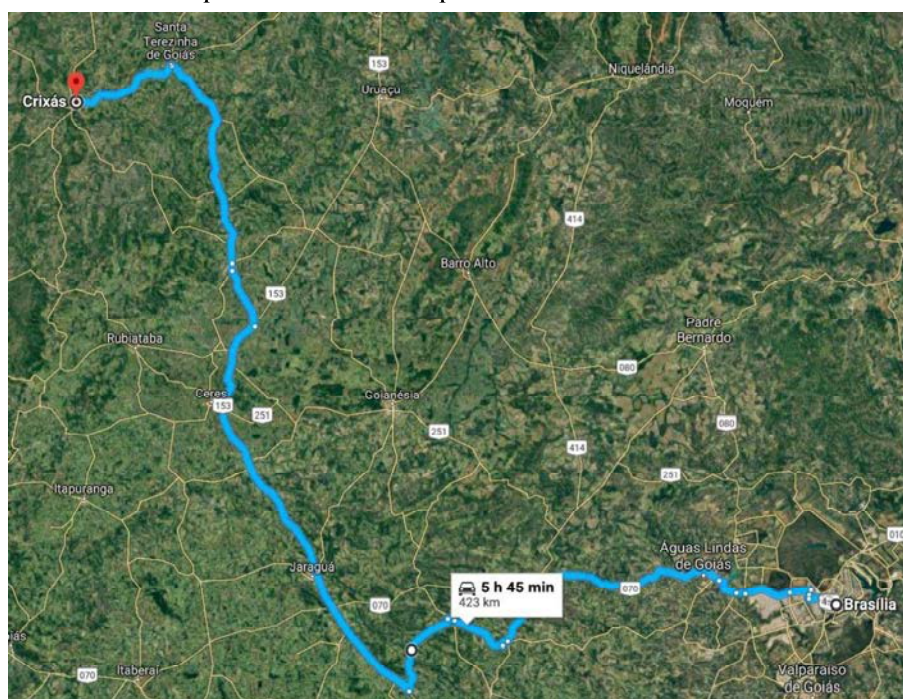 Santa
Terezinha
de Goiás
153
Crixás
Uruaçu
Niquelândia
Moquém
414
Barro Alto
153
Rubiataba
Padre
Bernardo
080
Ceres
153
251
Goianésia
251
414
080
251
Itapuranga
010
Águas Lindas
de Goiás
Jaraguá
5 h 45 min
423 km
070
070
Brasília
070
Itaberaí
Valparaíso
de Goiás